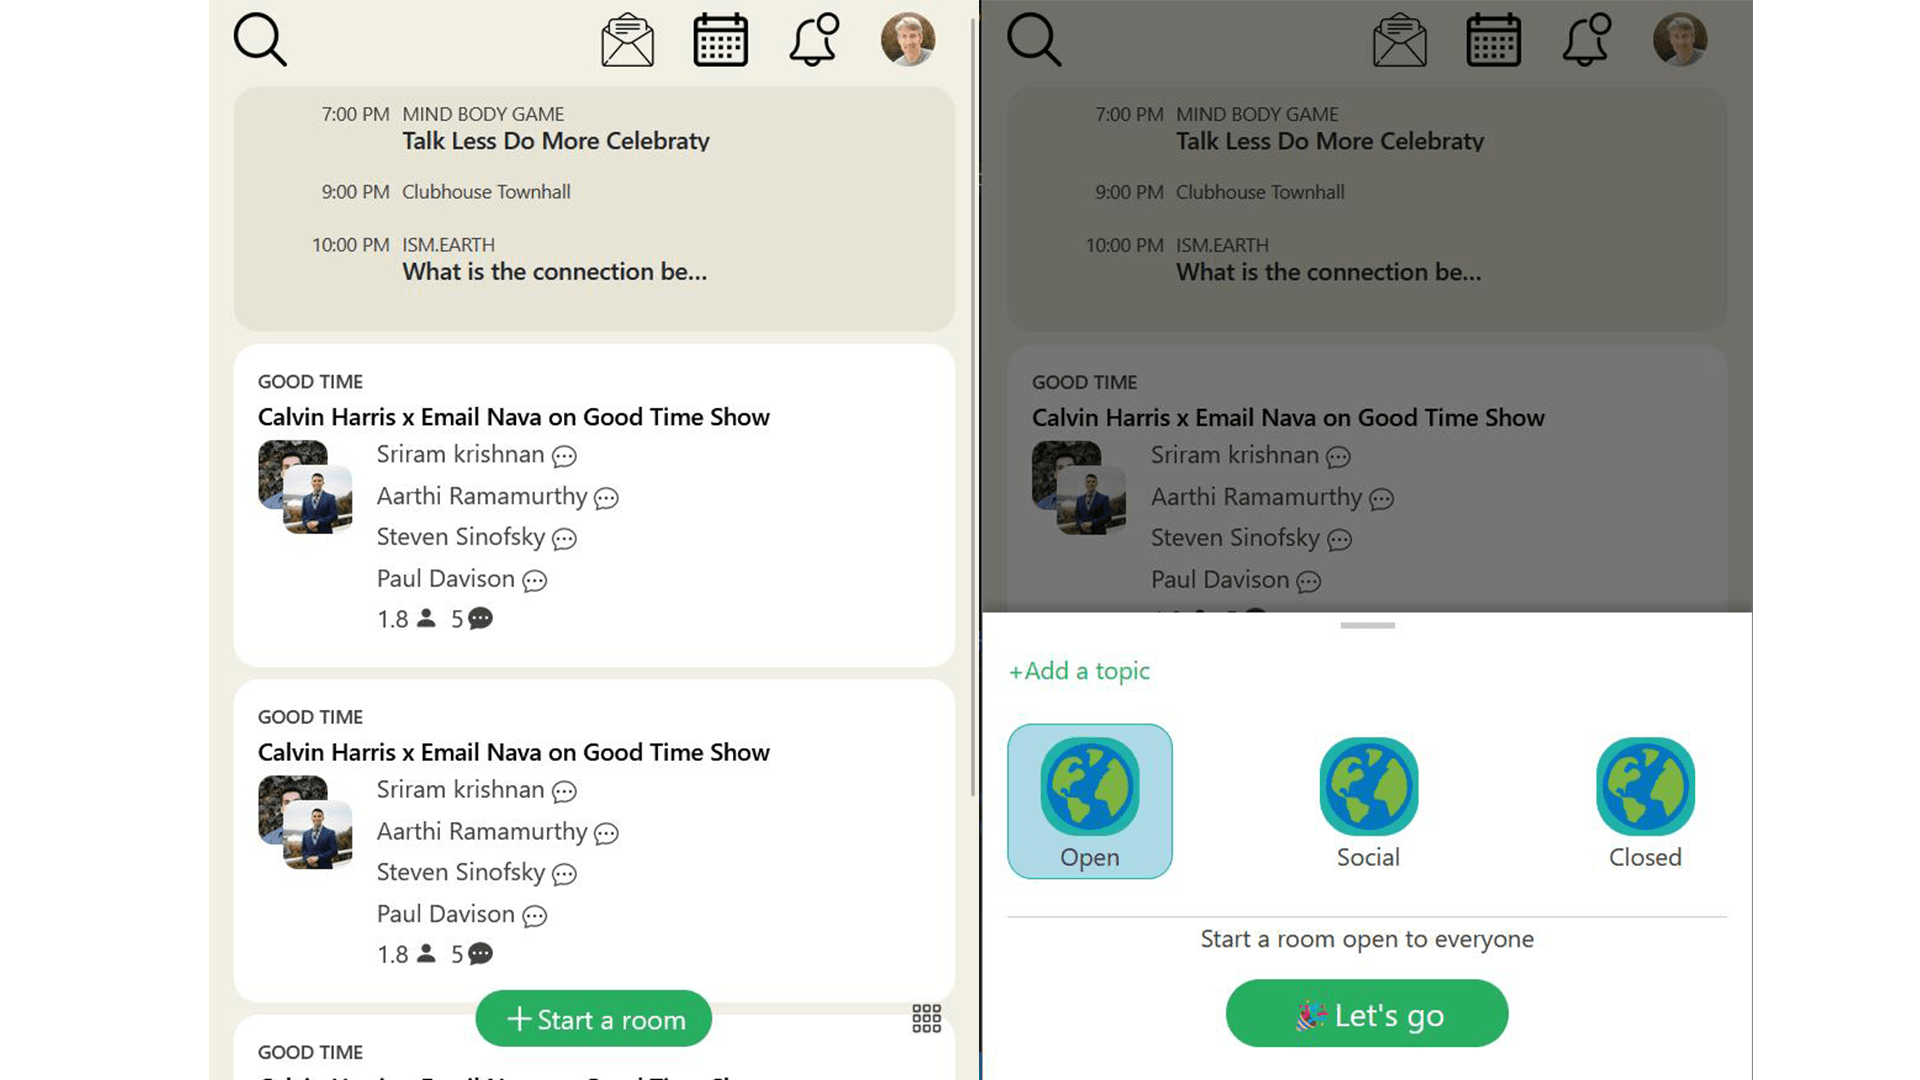 7:00 PM MIND BODY GAME
Talk Less Do More Celebraty
9:00 PM Clubhouse Townhall
10:00 PM ISM.EARTH
What is the connection be...
GOOD TIME
Calvin Harris x Email Nava on Good Time Show
Sriram krishnan
Aarthi Ramamurthy
Steven Sinofsky
Paul Davison
1.8 5
GOOD TIME
Calvin Harris x Email Nava on Good Time Show
Sriram krishnan
Aarthi Ramamurthy
Steven Sinofsky
Paul Davison
1.8 5
+ Start a room
GOOD TIME
7:00 PM MIND BODY GAME
Talk Less Do More Celebraty
9:00 PM Clubhouse Townhall
10:00 PM ISM.EARTH
What is the connection be...
GOOD TIME
Calvin Harris x Email Nava on Good Time Show
Sriram krishnan
Aarthi Ramamurthy
Steven Sinofsky
Paul Davison
+Add a topic
Open Social Closed
Start a room open to everyone
🎉 Let's go